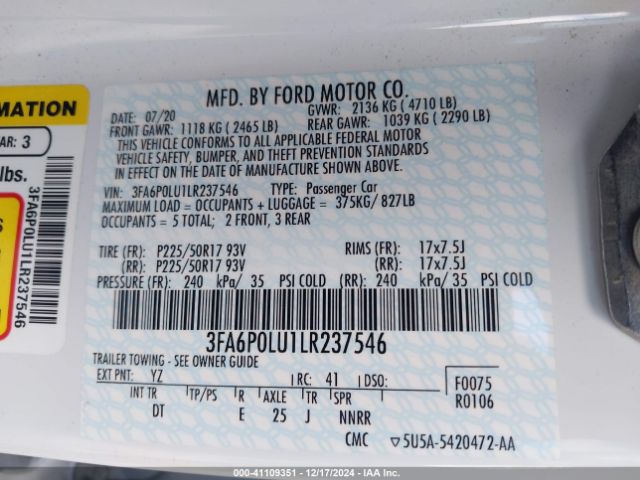 MFD. BY FORD MOTOR CO.
DATE: 07/20 GVWR: 2136 KG ( 4710 LB)
FRONT GAWR: 1118 KG ( 2465 LB) REAR GAWR: 1039 KG ( 2290 LB)
THIS VEHICLE CONFORMS TO ALL APPLICABLE FEDERAL MOTOR
VEHICLE SAFETY, BUMPER, AND THEFT PREVENTION STANDARDS
IN EFFECT ON THE DATE OF MANUFACTURE SHOWN ABOVE.
VIN: 3FA6P0LU1LR237546 TYPE: Passenger Car
MAXIMUM LOAD = OCCUPANTS + LUGGAGE = 375KG/ 827LB
OCCUPANTS = 5 TOTAL; 2 FRONT, 3 REAR
TIRE (FR): P225/50R17 93V RIMS (FR): 17x7.5J
(RR): P225/50R17 93V (RR): 17x7.5J
PRESSURE (FR): 240 kPa/ 35 PSI COLD (RR): 240 kPa/ 35 PSI COLD
3FA6P0LU1LR237546
TRAILER TOWING - SEE OWNER GUIDE
EXT PNT: YZ RC: 41 DSO: F0075
R0106
INT TR TP/PS R AXLE TR SPR
DT E 25 J NNRR
CMC ▽5U5A-5420472-AA
RMATION
AR: 3
lbs.
3FA6P0LU1LR237546
000-41109351 | 12/17/2024 | IAA Inc.